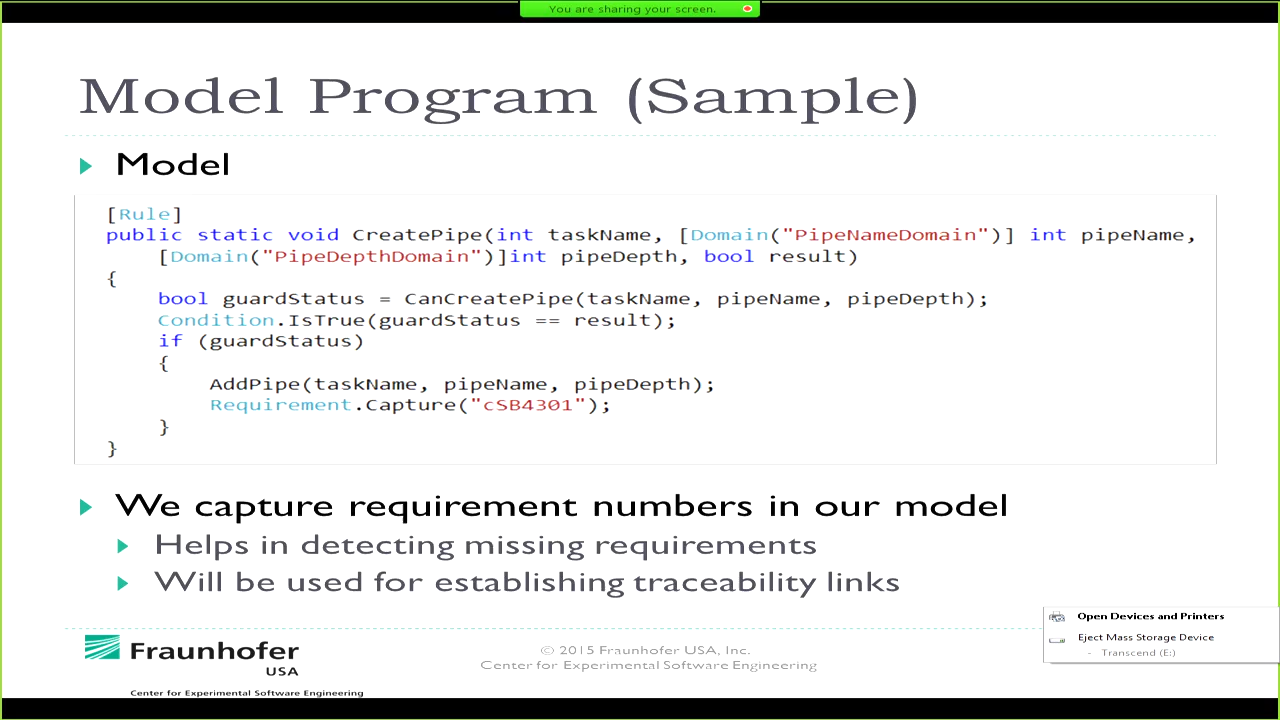 You are sharing your screen.
Model Program (Sample)
Model
[Rule]
public static void CreatePipe(int taskName, [Domain("PipeNameDomain")] int pipeName,
[Domain("PipeDepthDomain")]int pipeDepth, bool result)
{
bool guardStatus = CanCreatePipe(taskName, pipeName, pipeDepth);
Condition.IsTrue(guardStatus == result);
if (guardStatus)
{
AddPipe(taskName, pipeName, pipeDepth);
Requirement.Capture("cSB4301");
}
}
We capture requirement numbers in our model
Helps in detecting missing requirements
Will be used for establishing traceability links
Fraunhofer
USA
Center for Experimental Software Engineering
© 2015 Fraunhofer USA, Inc.
Center for Experimental Software Engineering
Open Devices and Printers
Eject Mass Storage Device
- Transcend (E:)